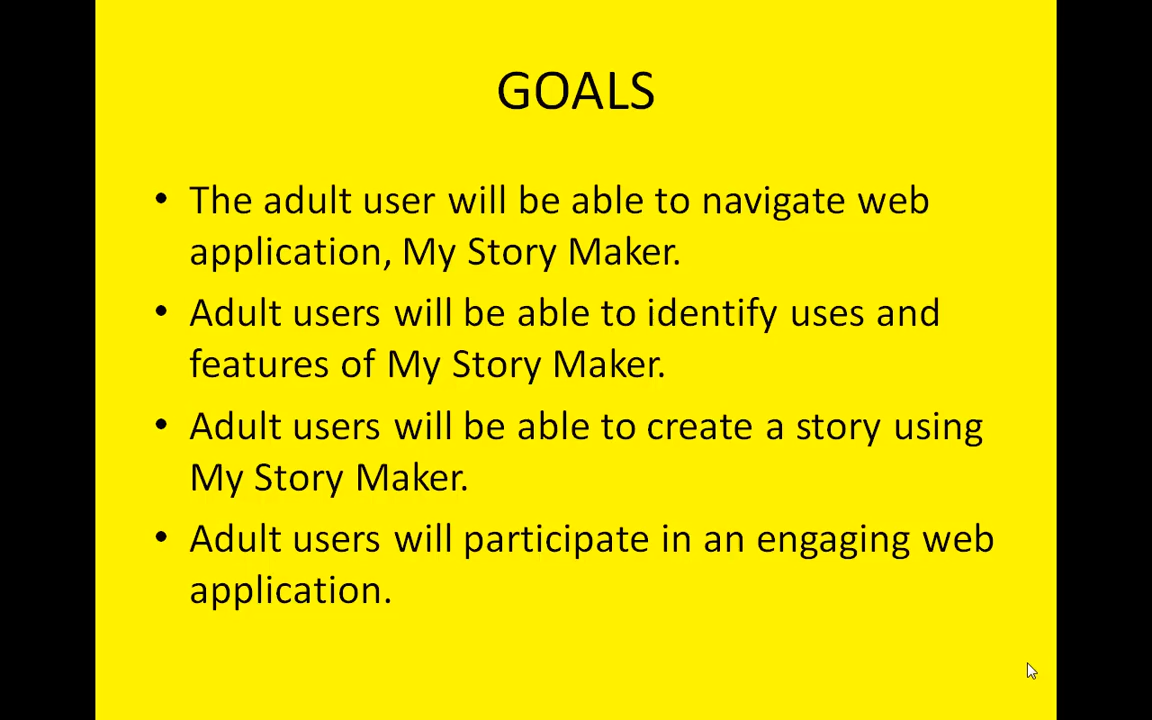 GOALS
• The adult user will be able to navigate web
application, My Story Maker.
• Adult users will be able to identify uses and
features of My Story Maker.
• Adult users will be able to create a story using
My Story Maker.
• Adult users will participate in an engaging web
application.